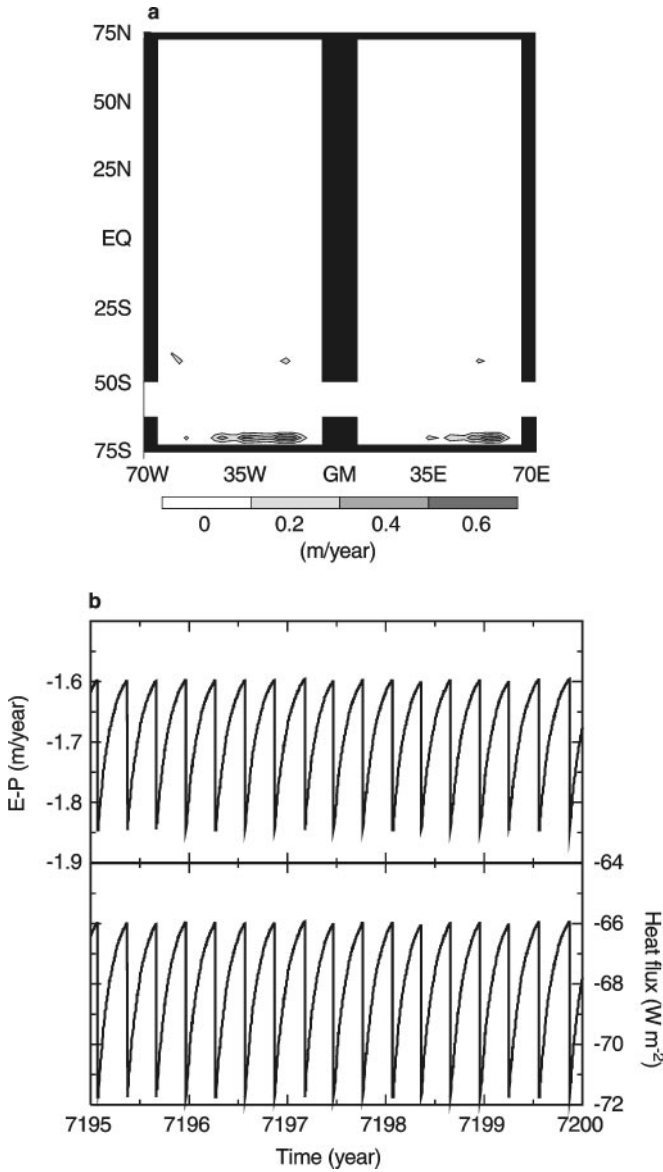 a
75N
50N
25N
EQ
25S
50S
75S
70W 35W GM 35E 70E
0 0.2 0.4 0.6
(m/year)
b
-1.6
-1.7
-1.8
-1.9
E-P (m/year)
-64
-66
-68
-70
-72
Heat flux (W m-2)
7195 7196 7197 7198 7199 7200
Time (year)